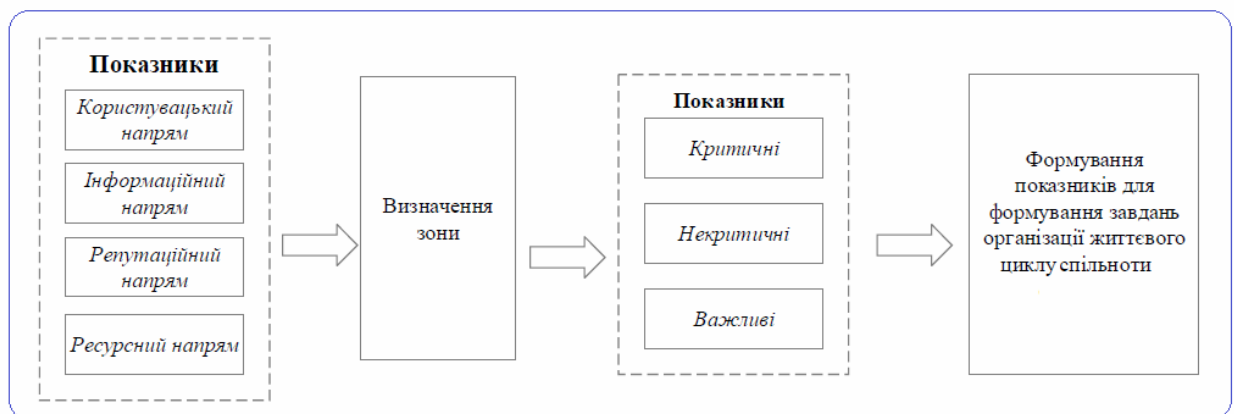 Показники
Користувацький
напрям
Інформаційний
напрям
Репутаційний
напрям
Ресурсний напрям
Визначення
зони
Показники
Критичні
Некритичні
Важливі
Формування
показників для
формування завдань
організації життєвого
циклу спільноти